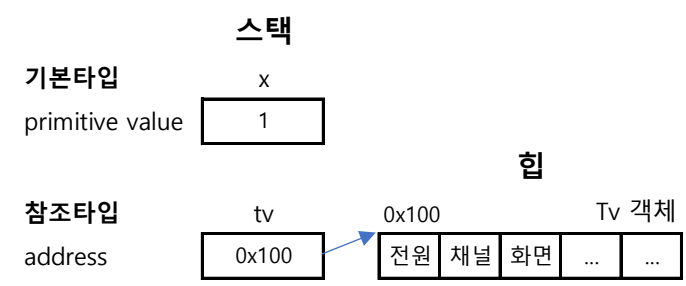 스택
기본타입 x
primitive value 1
힙
참조타입 tv 0x100 Tv 객체
address 0x100 전원 채널 화면 ... ...